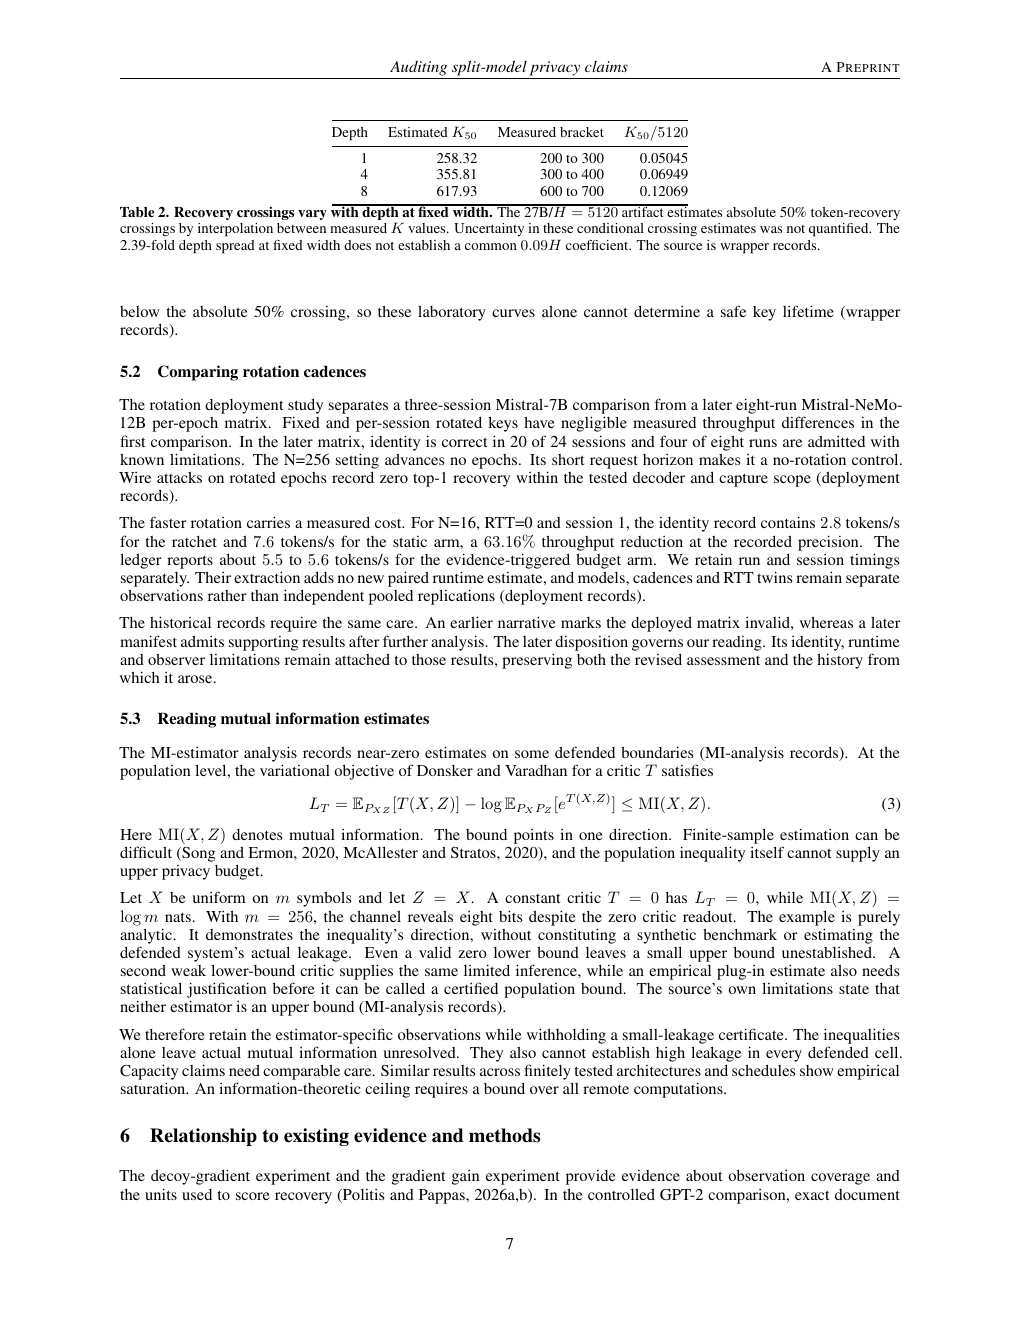 Auditing split-model privacy claims A PREPRINT
Depth Estimated K50 Measured bracket K50/5120
1 258.32 200 to 300 0.05045
4 355.81 300 to 400 0.06949
8 617.93 600 to 700 0.12069
Table 2. Recovery crossings vary with depth at fixed width. The 27B/H = 5120 artifact estimates absolute 50% token-recovery
crossings by interpolation between measured K values. Uncertainty in these conditional crossing estimates was not quantified. The
2.39-fold depth spread at fixed width does not establish a common 0.09H coefficient. The source is wrapper records.
below the absolute 50% crossing, so these laboratory curves alone cannot determine a safe key lifetime (wrapper
records).
5.2 Comparing rotation cadences
The rotation deployment study separates a three-session Mistral-7B comparison from a later eight-run Mistral-NeMo-
12B per-epoch matrix. Fixed and per-session rotated keys have negligible measured throughput differences in the
first comparison. In the later matrix, identity is correct in 20 of 24 sessions and four of eight runs are admitted with
known limitations. The N=256 setting advances no epochs. Its short request horizon makes it a no-rotation control.
Wire attacks on rotated epochs record zero top-1 recovery within the tested decoder and capture scope (deployment
records).
The faster rotation carries a measured cost. For N=16, RTT=0 and session 1, the identity record contains 2.8 tokens/s
for the ratchet and 7.6 tokens/s for the static arm, a 63.16% throughput reduction at the recorded precision. The
ledger reports about 5.5 to 5.6 tokens/s for the evidence-triggered budget arm. We retain run and session timings
separately. Their extraction adds no new paired runtime estimate, and models, cadences and RTT twins remain separate
observations rather than independent pooled replications (deployment records).
The historical records require the same care. An earlier narrative marks the deployed matrix invalid, whereas a later
manifest admits supporting results after further analysis. The later disposition governs our reading. Its identity, runtime
and observer limitations remain attached to those results, preserving both the revised assessment and the history from
which it arose.
5.3 Reading mutual information estimates
The MI-estimator analysis records near-zero estimates on some defended boundaries (MI-analysis records). At the
population level, the variational objective of Donsker and Varadhan for a critic T satisfies
L_T = 𝔼_{P_{XZ}}[T(X, Z)] − log 𝔼_{P_X P_Z}[e^{T(X,Z)}] ≤ MI(X, Z). (3)
Here MI(X, Z) denotes mutual information. The bound points in one direction. Finite-sample estimation can be
difficult (Song and Ermon, 2020, McAllester and Stratos, 2020), and the population inequality itself cannot supply an
upper privacy budget.
Let X be uniform on m symbols and let Z = X. A constant critic T = 0 has L_T = 0, while MI(X, Z) =
log m nats. With m = 256, the channel reveals eight bits despite the zero critic readout. The example is purely
analytic. It demonstrates the inequality's direction, without constituting a synthetic benchmark or estimating the
defended system's actual leakage. Even a valid zero lower bound leaves a small upper bound unestablished. A
second weak lower-bound critic supplies the same limited inference, while an empirical plug-in estimate also needs
statistical justification before it can be called a certified population bound. The source's own limitations state that
neither estimator is an upper bound (MI-analysis records).
We therefore retain the estimator-specific observations while withholding a small-leakage certificate. The inequalities
alone leave actual mutual information unresolved. They also cannot establish high leakage in every defended cell.
Capacity claims need comparable care. Similar results across finitely tested architectures and schedules show empirical
saturation. An information-theoretic ceiling requires a bound over all remote computations.
6 Relationship to existing evidence and methods
The decoy-gradient experiment and the gradient gain experiment provide evidence about observation coverage and
the units used to score recovery (Politis and Pappas, 2026a,b). In the controlled GPT-2 comparison, exact document
7